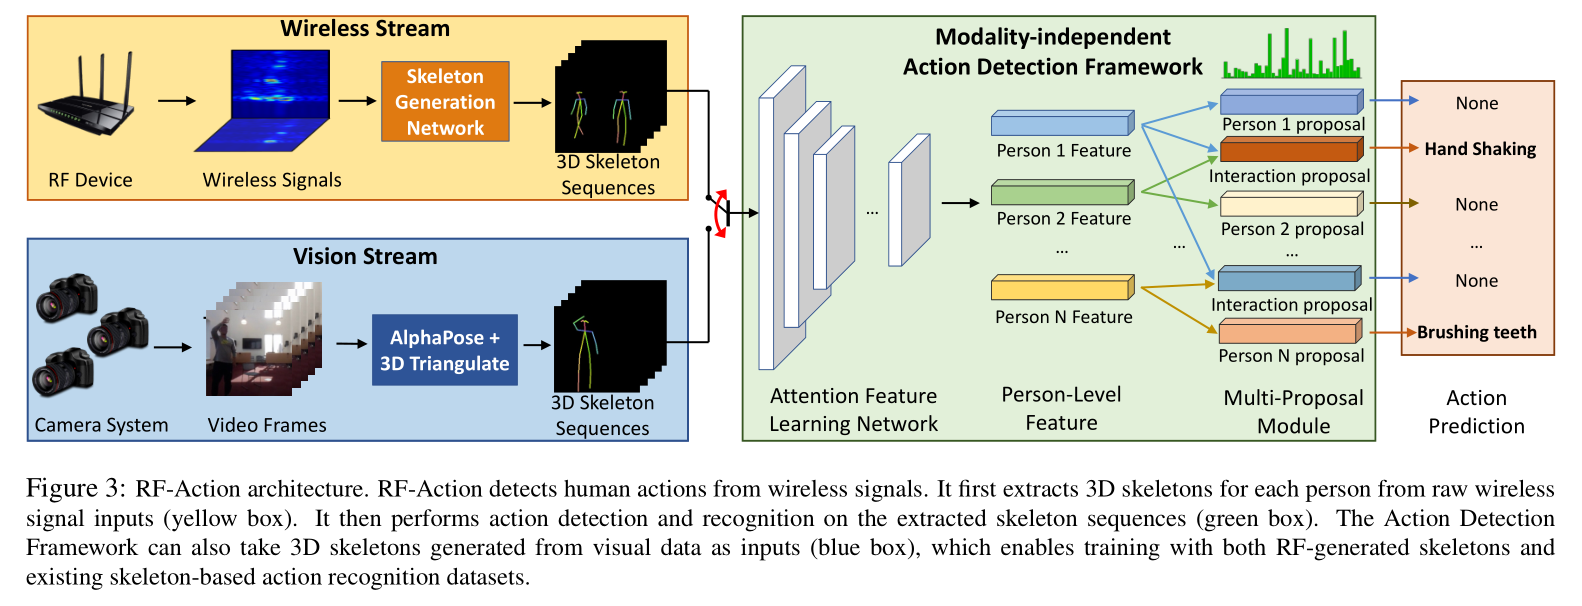 Wireless Stream
RF Device
Wireless Signals
Skeleton
Generation
Network
3D Skeleton
Sequences
Vision Stream
Camera System
Video Frames
AlphaPose +
3D Triangulate
3D Skeleton
Sequences
Modality-independent
Action Detection Framework
...
Attention Feature
Learning Network
Person 1 Feature
Person 2 Feature
...
Person N Feature
Person-Level
Feature
...
Person 1 proposal
Interaction proposal
Person 2 proposal
...
Interaction proposal
Person N proposal
Multi-Proposal
Module
None
Hand Shaking
None
...
None
Brushing teeth
Action
Prediction
Figure 3: RF-Action architecture. RF-Action detects human actions from wireless signals. It first extracts 3D skeletons for each person from raw wireless
signal inputs (yellow box). It then performs action detection and recognition on the extracted skeleton sequences (green box). The Action Detection
Framework can also take 3D skeletons generated from visual data as inputs (blue box), which enables training with both RF-generated skeletons and
existing skeleton-based action recognition datasets.